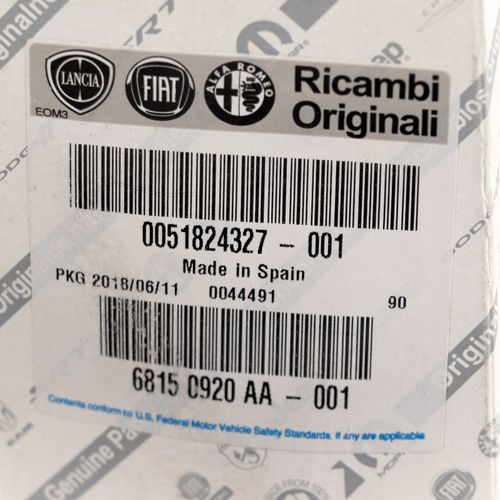 LANCIA
FIAT
ALFA ROMEO
Ricambi
Originali
EOM3
0051824327 - 001
Made in Spain
PKG 2018/06/11 0044491 90
6815 0920 AA - 001
Contents conform to U.S. Federal Motor Vehicle Safety Standards. If any are applicable
Genuine Pa